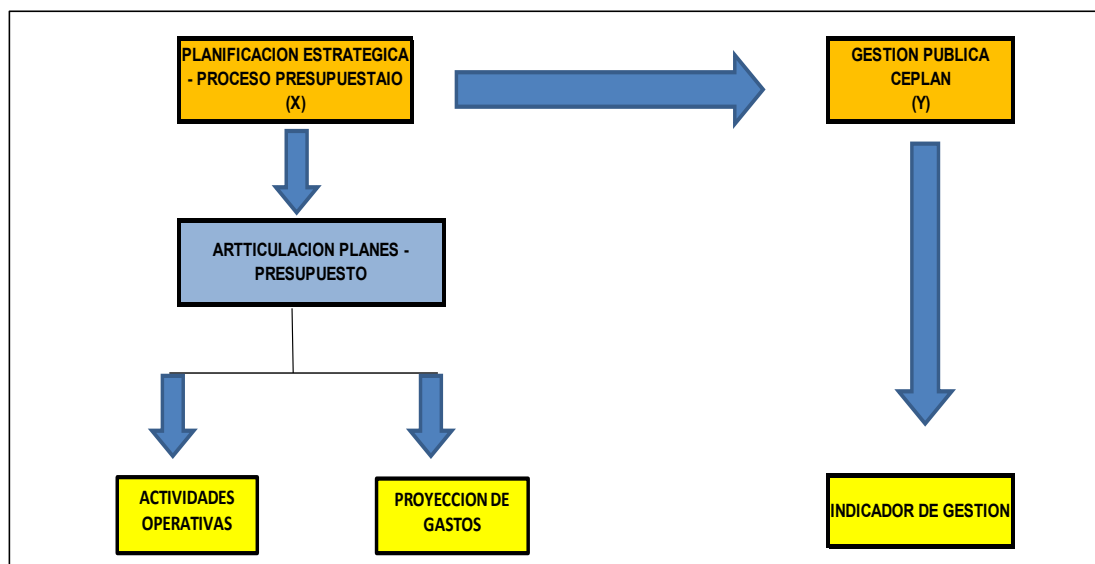 PLANIFICACION ESTRATEGICA
- PROCESO PRESUPUESTAIO
(X)
GESTION PUBLICA
CEPLAN
(Y)
ARTTICULACION PLANES -
PRESUPUESTO
ACTIVIDADES
OPERATIVAS
PROYECCION DE
GASTOS
INDICADOR DE GESTION